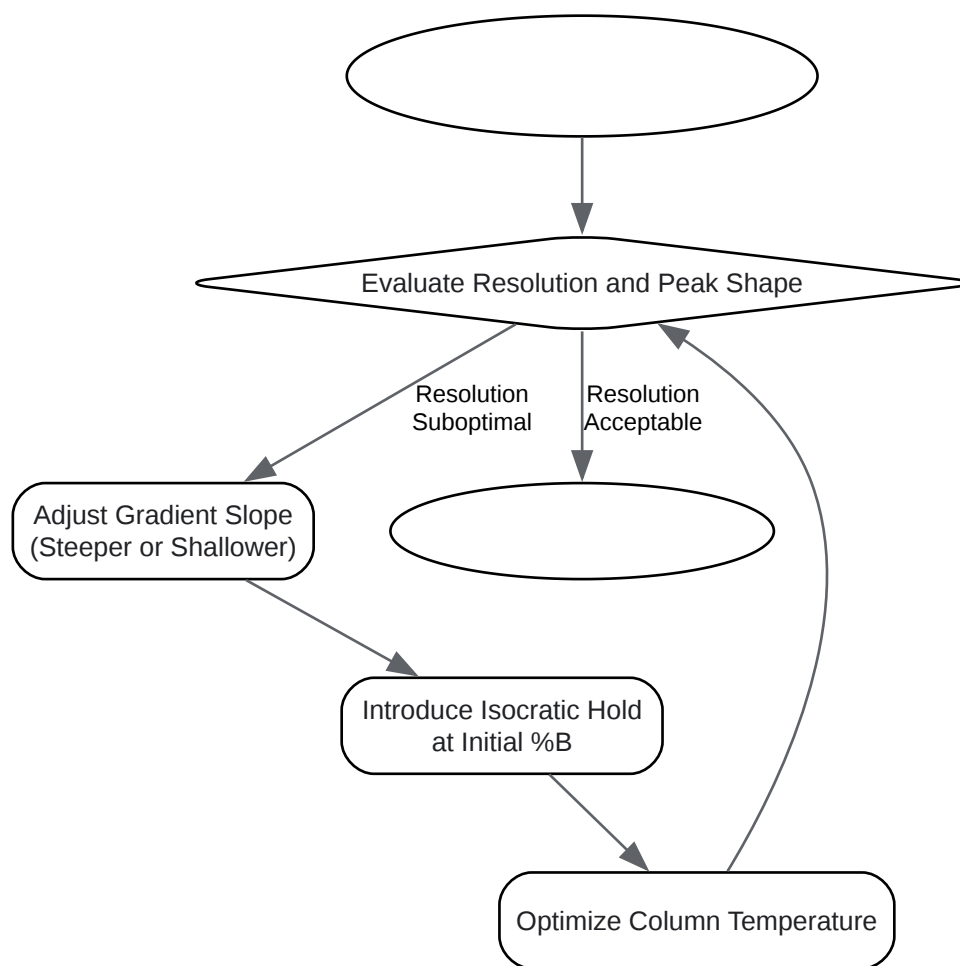 Evaluate Resolution and Peak Shape
Resolution
Suboptimal
Resolution
Acceptable
Adjust Gradient Slope
(Steeper or Shallower)
Introduce Isocratic Hold
at Initial %B
Optimize Column Temperature